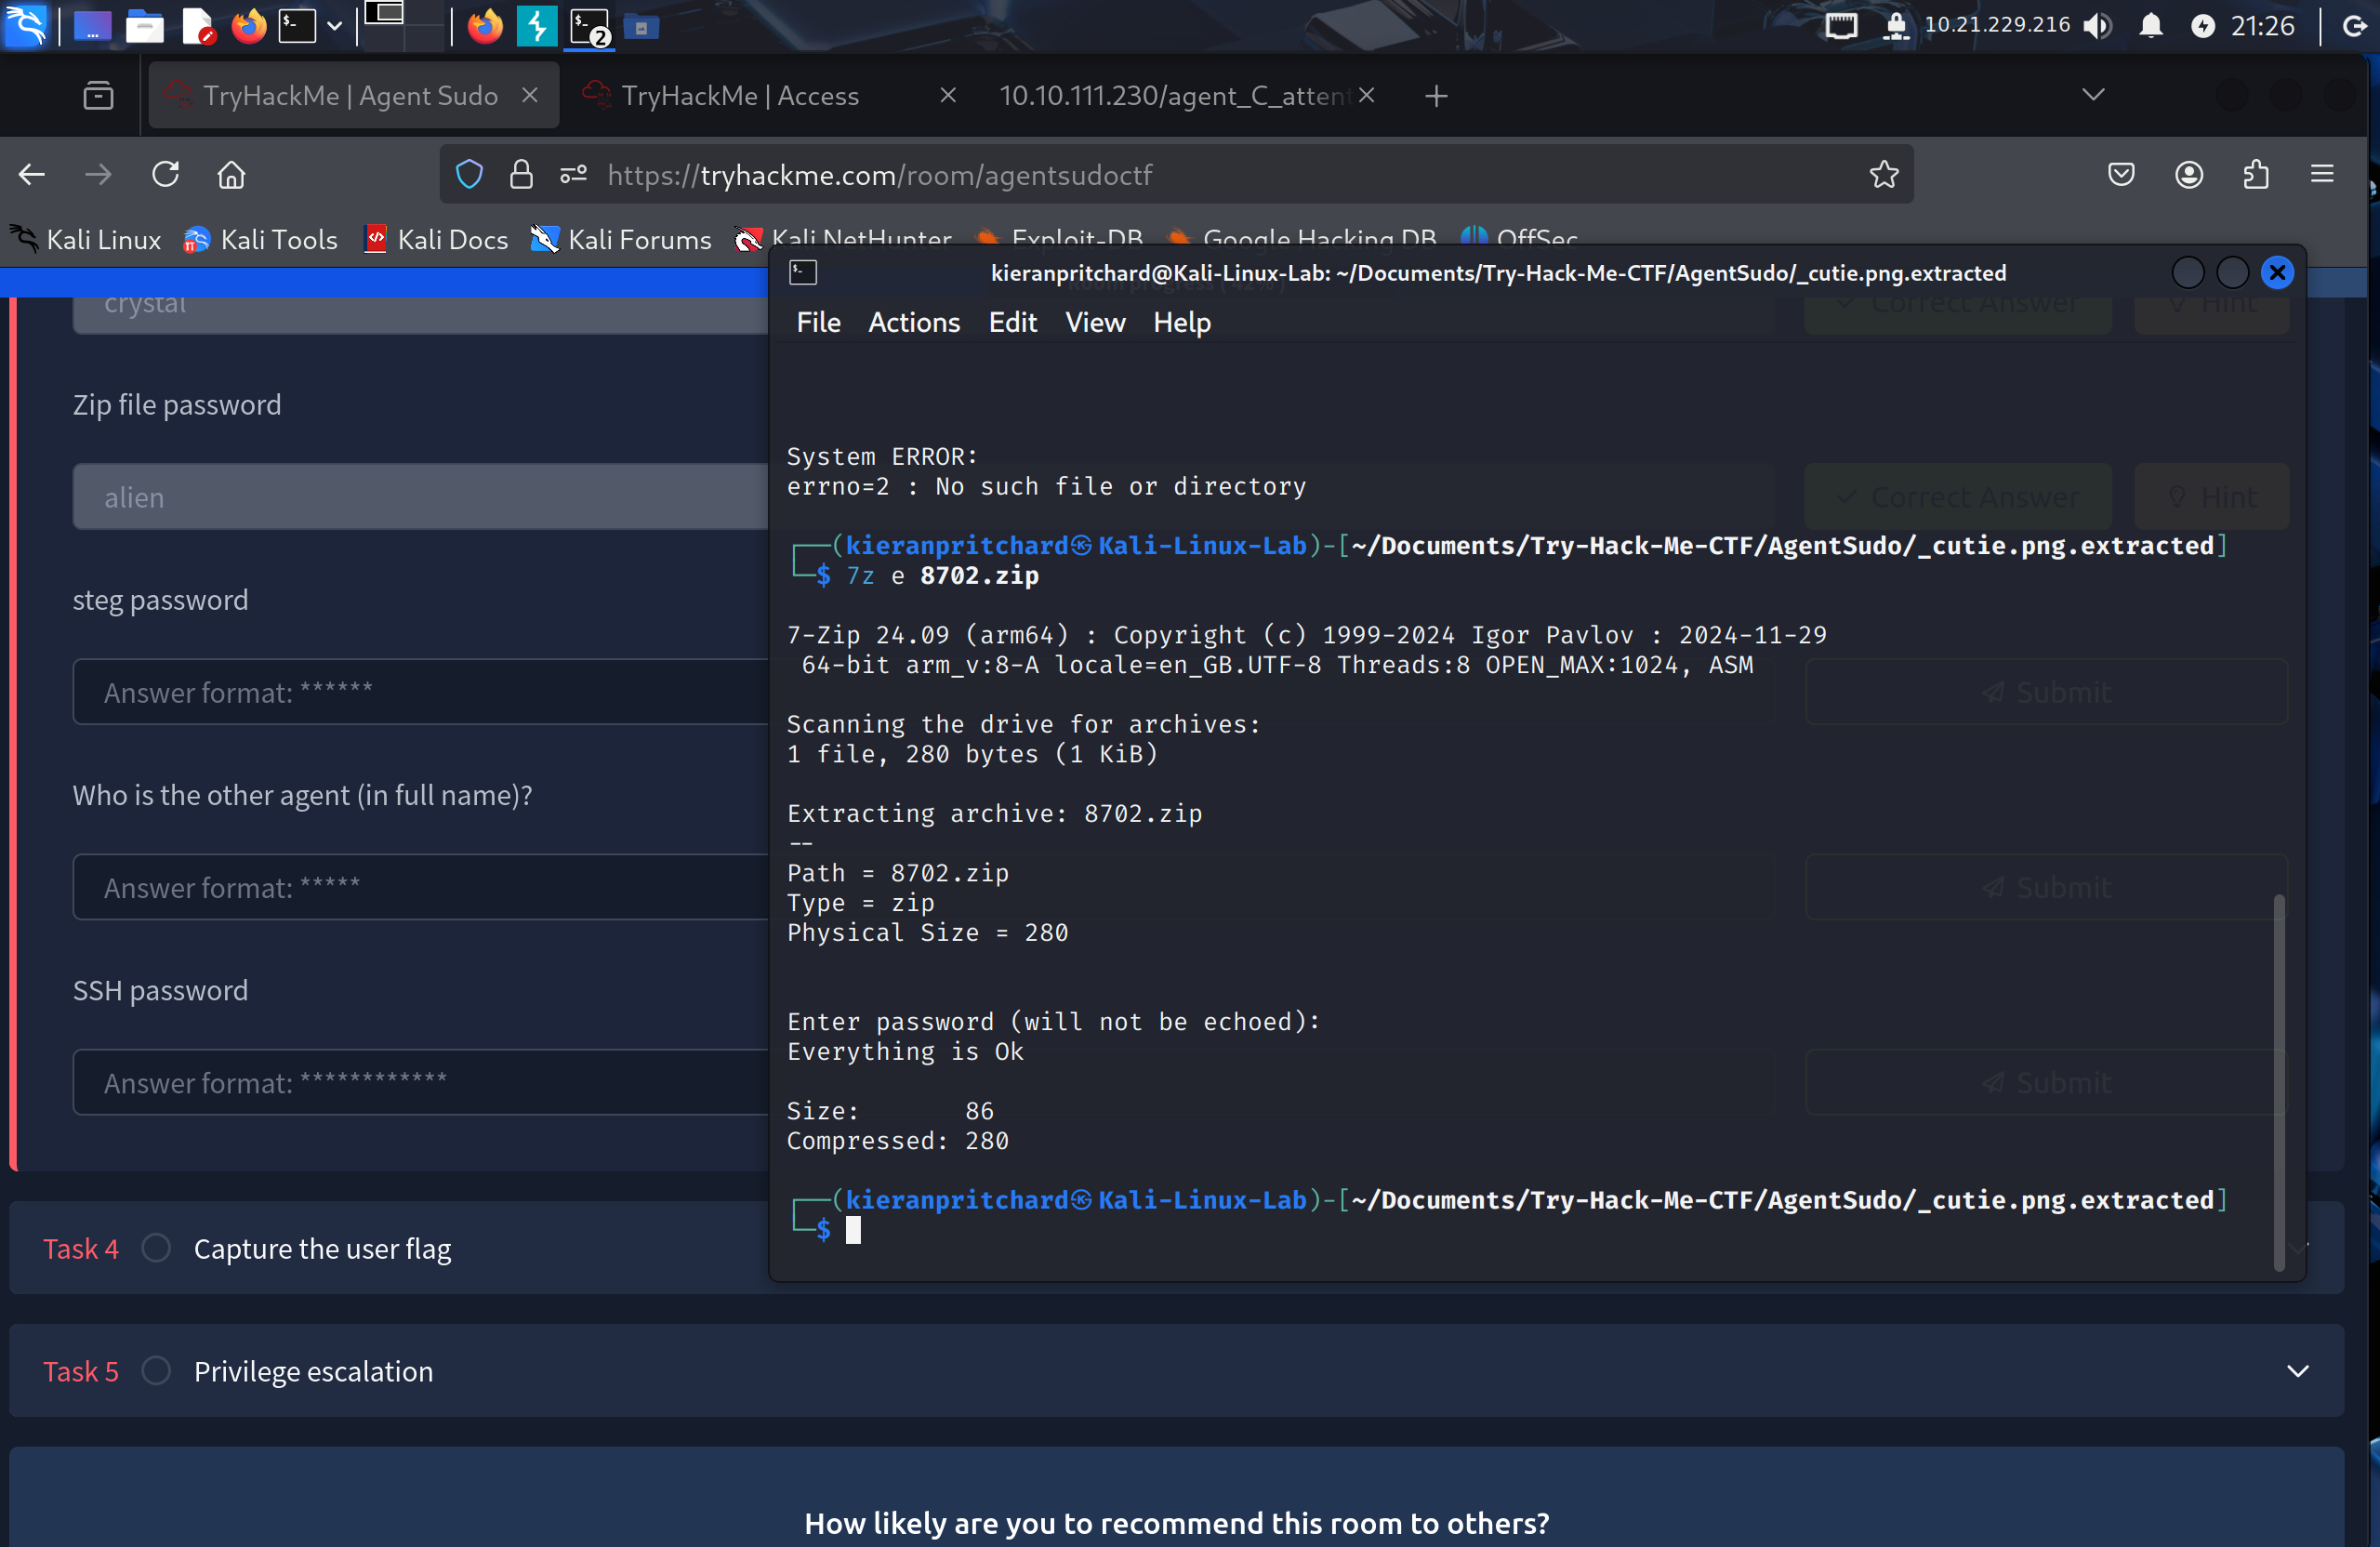 2
10.21.229.216
21:26
TryHackMe | Agent Sudo
TryHackMe | Access
10.10.111.230/agent_C_attent
https://tryhackme.com/room/agentsudoctf
Kali Linux
Kali Tools
Kali Docs
Kali Forums
Kali NetHunter
Exploit-DB
Google Hacking DB
OffSec
crystal
Correct Answer
Hint
Zip file password
alien
Correct Answer
Hint
steg password
Answer format: ******
Submit
Who is the other agent (in full name)?
Answer format: *****
Submit
SSH password
Answer format: ************
Submit
Task 4
Capture the user flag
Task 5
Privilege escalation
How likely are you to recommend this room to others?
kieranpritchard@Kali-Linux-Lab: ~/Documents/Try-Hack-Me-CTF/AgentSudo/_cutie.png.extracted
File Actions Edit View Help
System ERROR:
errno=2 : No such file or directory
┌──(kieranpritchard㉿Kali-Linux-Lab)-[~/Documents/Try-Hack-Me-CTF/AgentSudo/_cutie.png.extracted]
└─$ 7z e 8702.zip
7-Zip 24.09 (arm64) : Copyright (c) 1999-2024 Igor Pavlov : 2024-11-29
64-bit arm_v:8-A locale=en_GB.UTF-8 Threads:8 OPEN_MAX:1024, ASM
Scanning the drive for archives:
1 file, 280 bytes (1 KiB)
Extracting archive: 8702.zip
--
Path = 8702.zip
Type = zip
Physical Size = 280
Enter password (will not be echoed):
Everything is Ok
Size: 86
Compressed: 280
┌──(kieranpritchard㉿Kali-Linux-Lab)-[~/Documents/Try-Hack-Me-CTF/AgentSudo/_cutie.png.extracted]
└─$